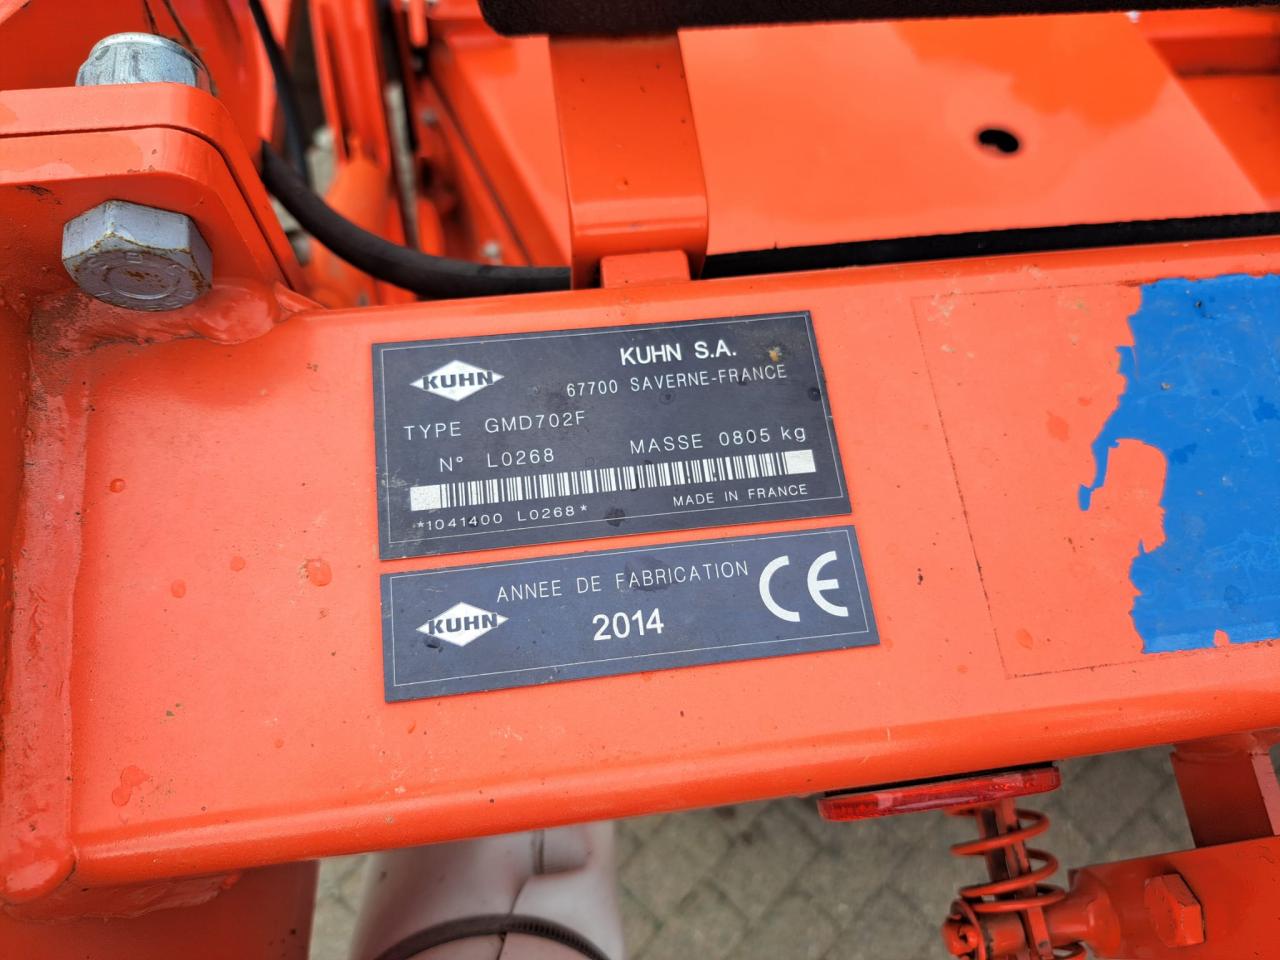 KUHN
KUHN S.A.
67700 SAVERNE-FRANCE
TYPE GMD702F
N° L0268 MASSE 0805 kg
*1041400 L0268*
MADE IN FRANCE
ANNEE DE FABRICATION
KUHN
2014
CE